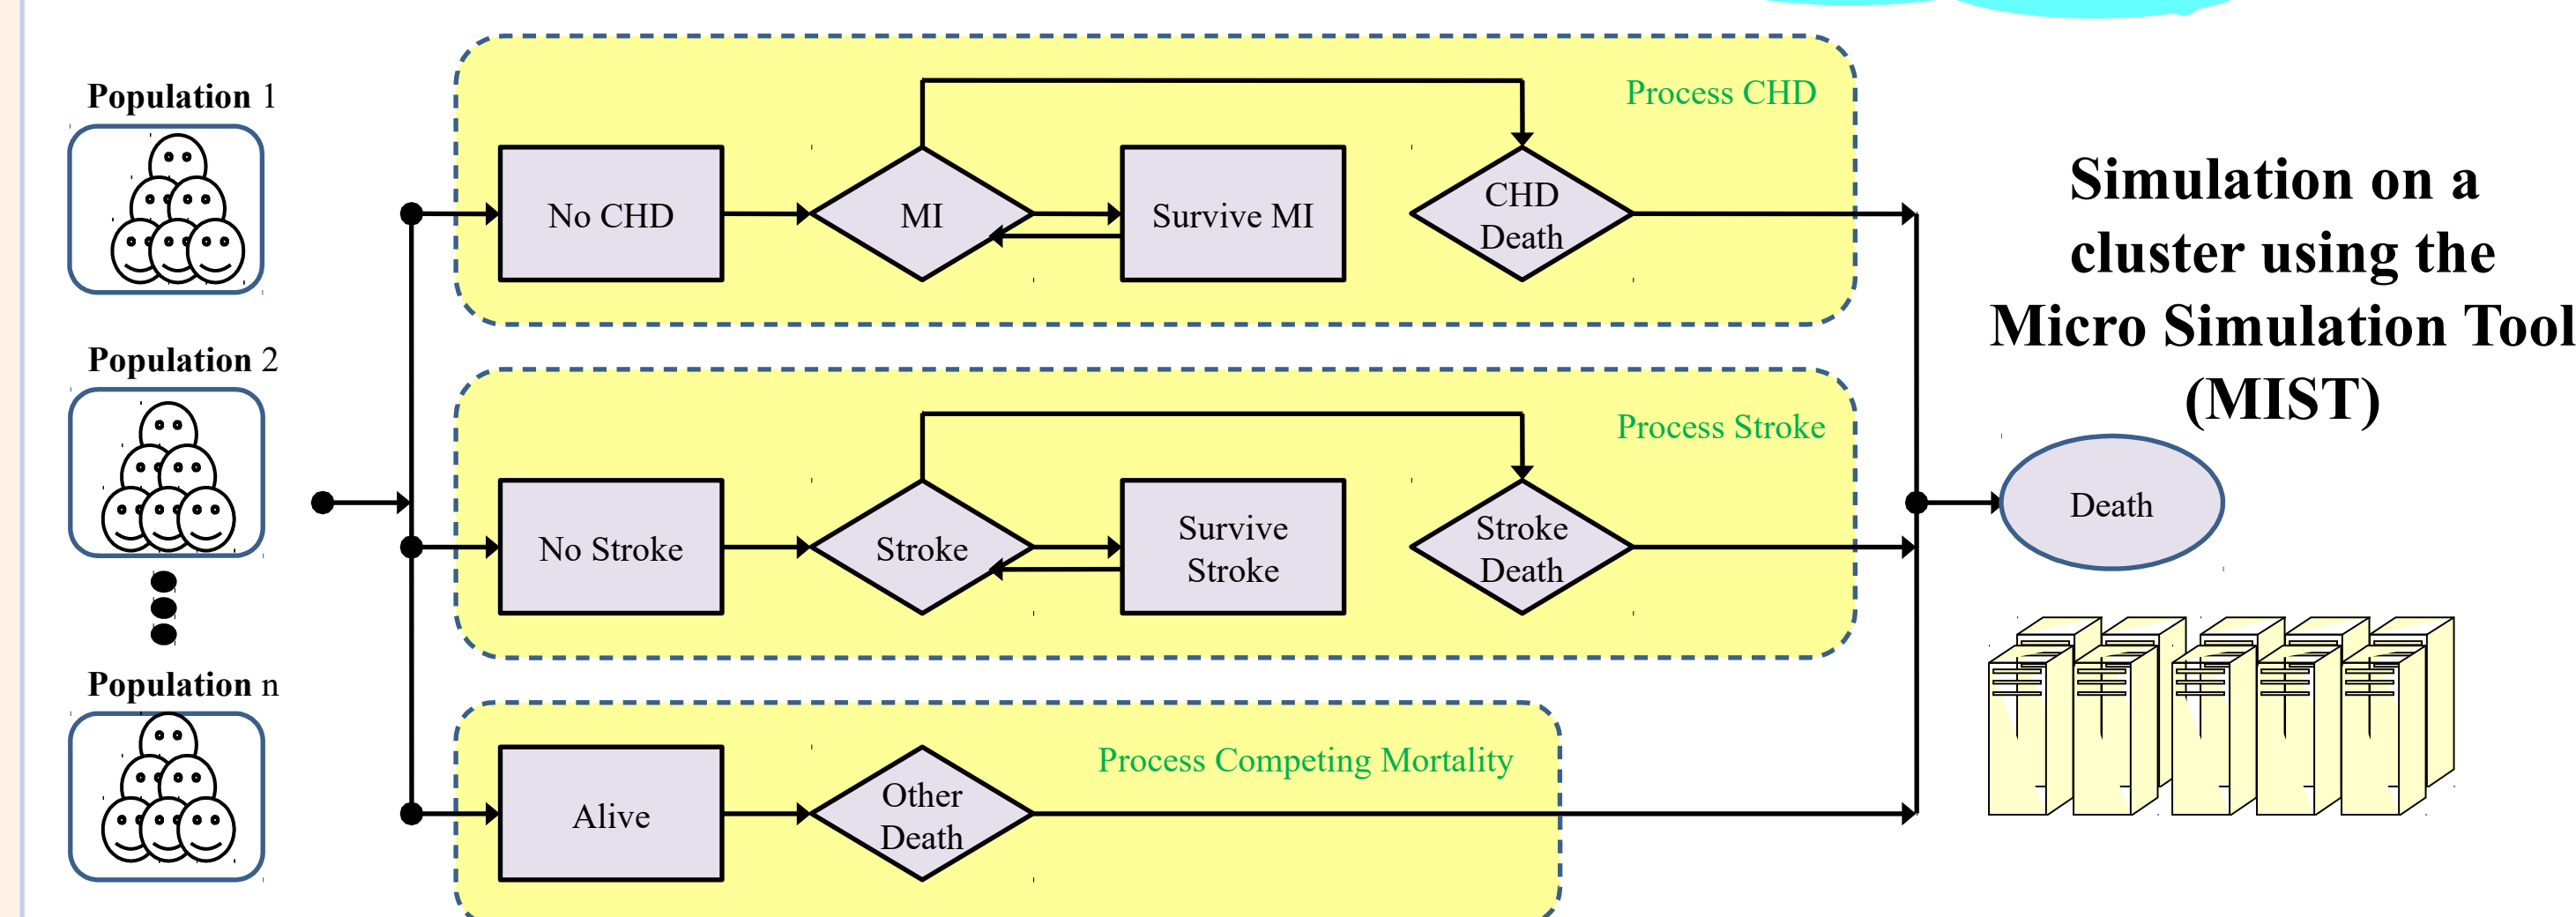 Population 1
Population 2
Population n
Process CHD
No CHD
MI
Survive MI
CHD
Death
Process Stroke
No Stroke
Stroke
Survive
Stroke
Stroke
Death
Process Competing Mortality
Alive
Other
Death
Simulation on a
cluster using the
Micro Simulation Tool
(MIST)
Death